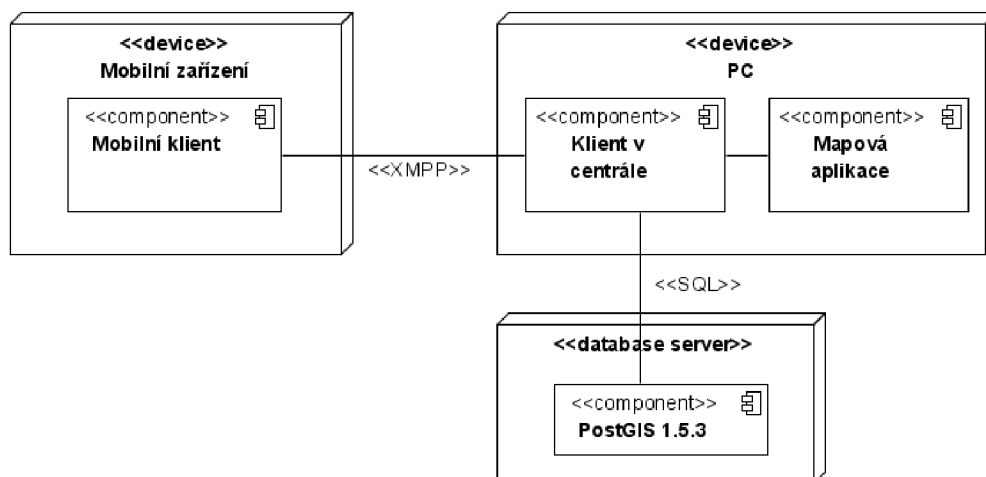 <<device>>
Mobilní zařízení
<<component>>
Mobilní klient
<<XMPP>>
<<device>>
PC
<<component>>
Klient v
centrále
<<component>>
Mapová
aplikace
<<SQL>>
<<database server>>
<<component>>
PostGIS 1.5.3